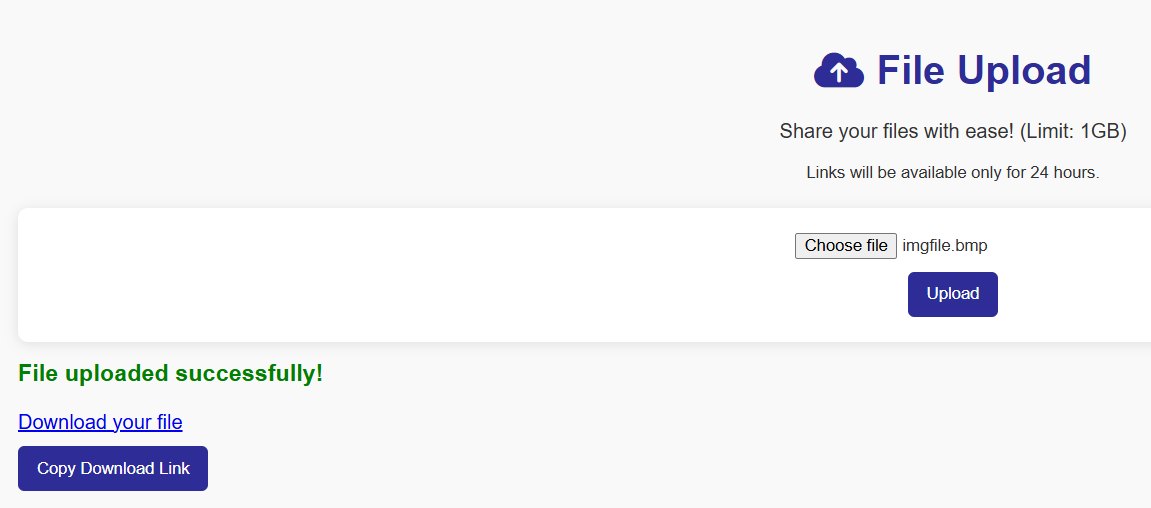 File Upload
Share your files with ease! (Limit: 1GB)
Links will be available only for 24 hours.
Choose file imgfile.bmp
Upload
File uploaded successfully!
Download your file
Copy Download Link